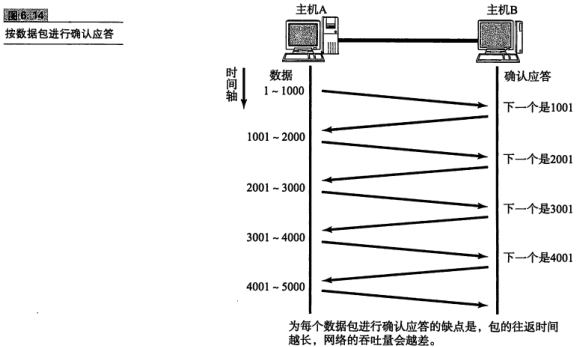 图6.14
按数据包进行确认应答
主机A
主机B
时间轴
数据
确认应答
1～1000
下一个是1001
1001～2000
下一个是2001
2001～3000
下一个是3001
3001～4000
下一个是4001
4001～5000
为每个数据包进行确认应答的缺点是，包的往返时间
越长，网络的吞吐量会越差。